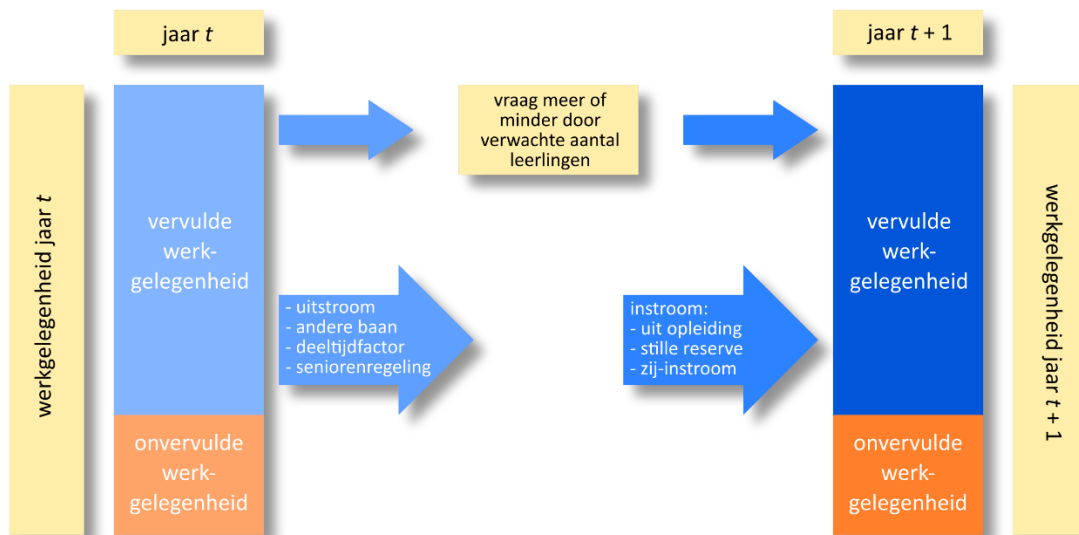 jaar t
jaar t + 1
werkgelegenheid jaar t
vervulde
werk-
gelegenheid
onvervulde
werk-
gelegenheid
vraag meer of
minder door
verwachte aantal
leerlingen
- uitstroom
- andere baan
- deeltijdfactor
- seniorenregeling
instroom:
- uit opleiding
- stille reserve
- zij-instroom
vervulde
werk-
gelegenheid
onvervulde
werk-
gelegenheid
werkgelegenheid jaar t + 1